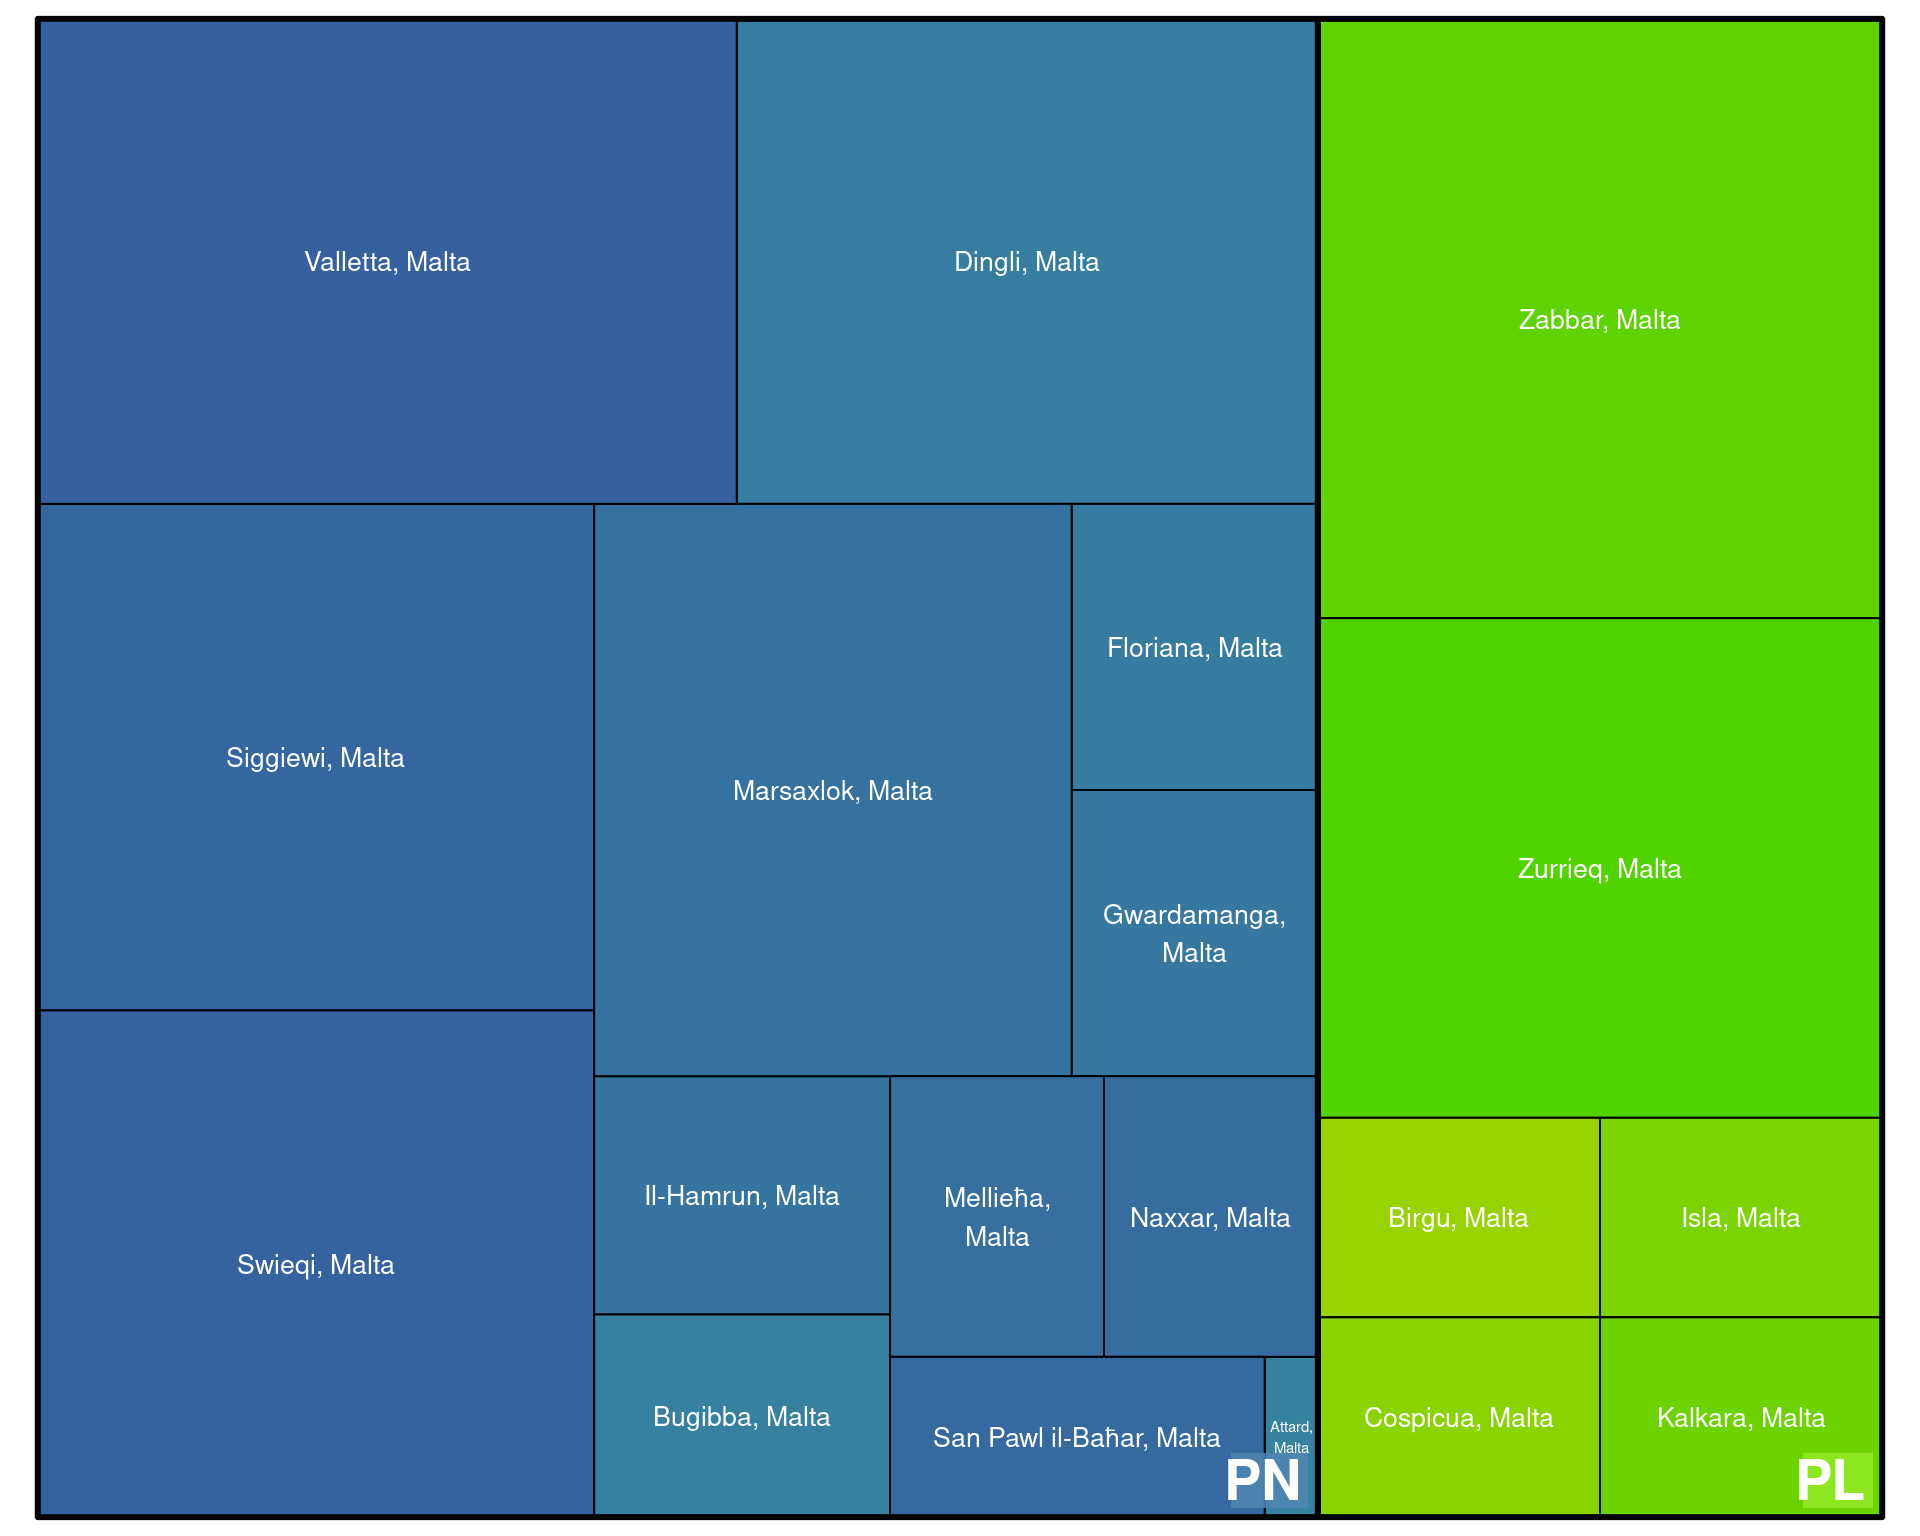 Valletta, Malta
Dingli, Malta
Zabbar, Malta
Siggiewi, Malta
Marsaxlok, Malta
Floriana, Malta
Gwardamanga,
Malta
Zurrieq, Malta
Swieqi, Malta
Il-Hamrun, Malta
Mellieħa,
Malta
Naxxar, Malta
Birgu, Malta
Isla, Malta
Bugibba, Malta
San Pawl il-Baħar, Malta
Attard,
Malta
PN
Cospicua, Malta
Kalkara, Malta
PL